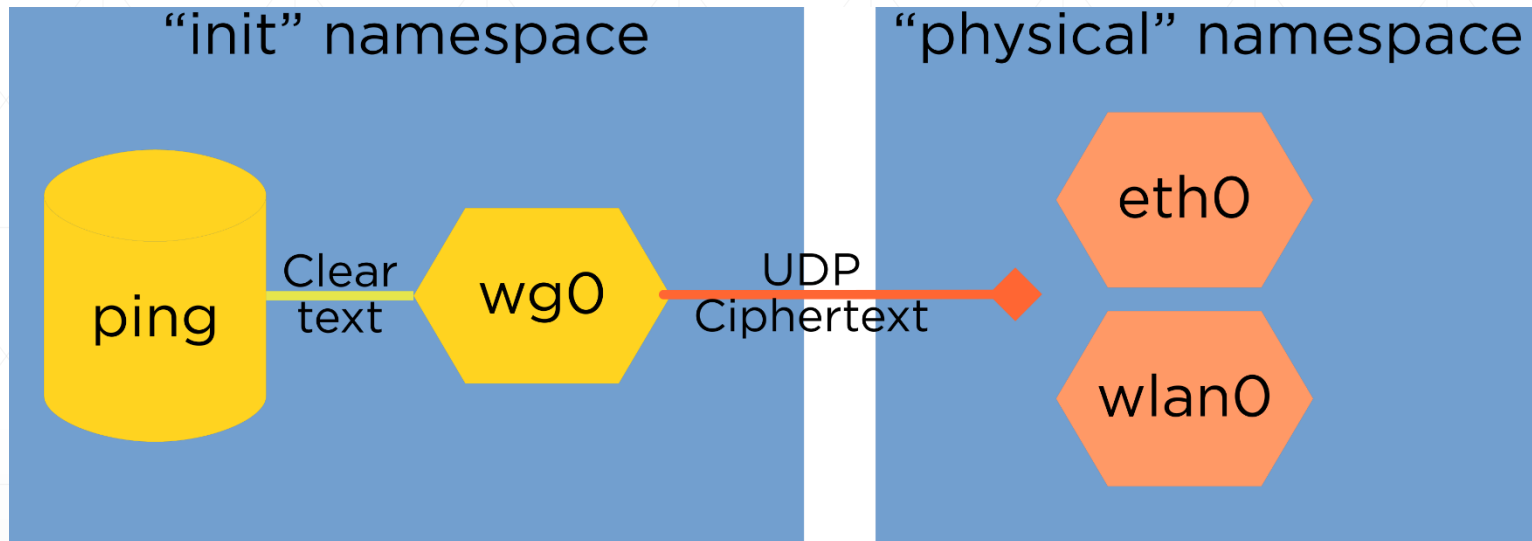 “init” namespace
“physical” namespace
ping
Clear
text
wg0
UDP
Ciphertext
eth0
wlan0